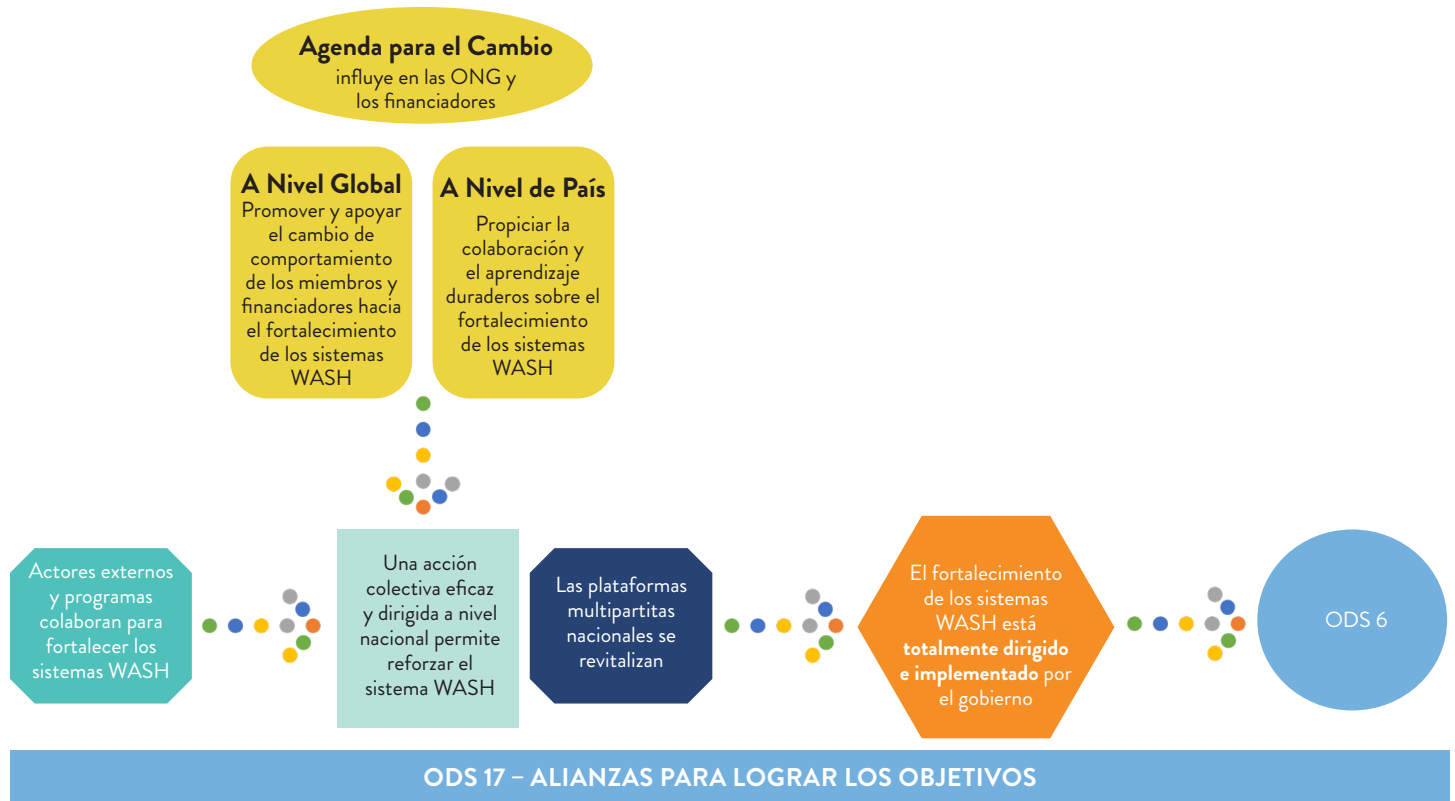 Agenda para el Cambio
influye en las ONG y
los financiadores
A Nivel Global
Promover y apoyar
el cambio de
comportamiento
de los miembros y
financiadores hacia
el fortalecimiento
de los sistemas
WASH
A Nivel de País
Propiciar la
colaboración y
el aprendizaje
duraderos sobre el
fortalecimiento
de los sistemas
WASH
Actores externos
y programas
colaboran para
fortalecer los
sistemas WASH
Una acción
colectiva eficaz
y dirigida a nivel
nacional permite
reforzar el
sistema WASH
Las plataformas
multipartitas
nacionales se
revitalizan
El fortalecimiento
de los sistemas
WASH está
totalmente dirigido
e implementado por
el gobierno
ODS 6
ODS 17 – ALIANZAS PARA LOGRAR LOS OBJETIVOS